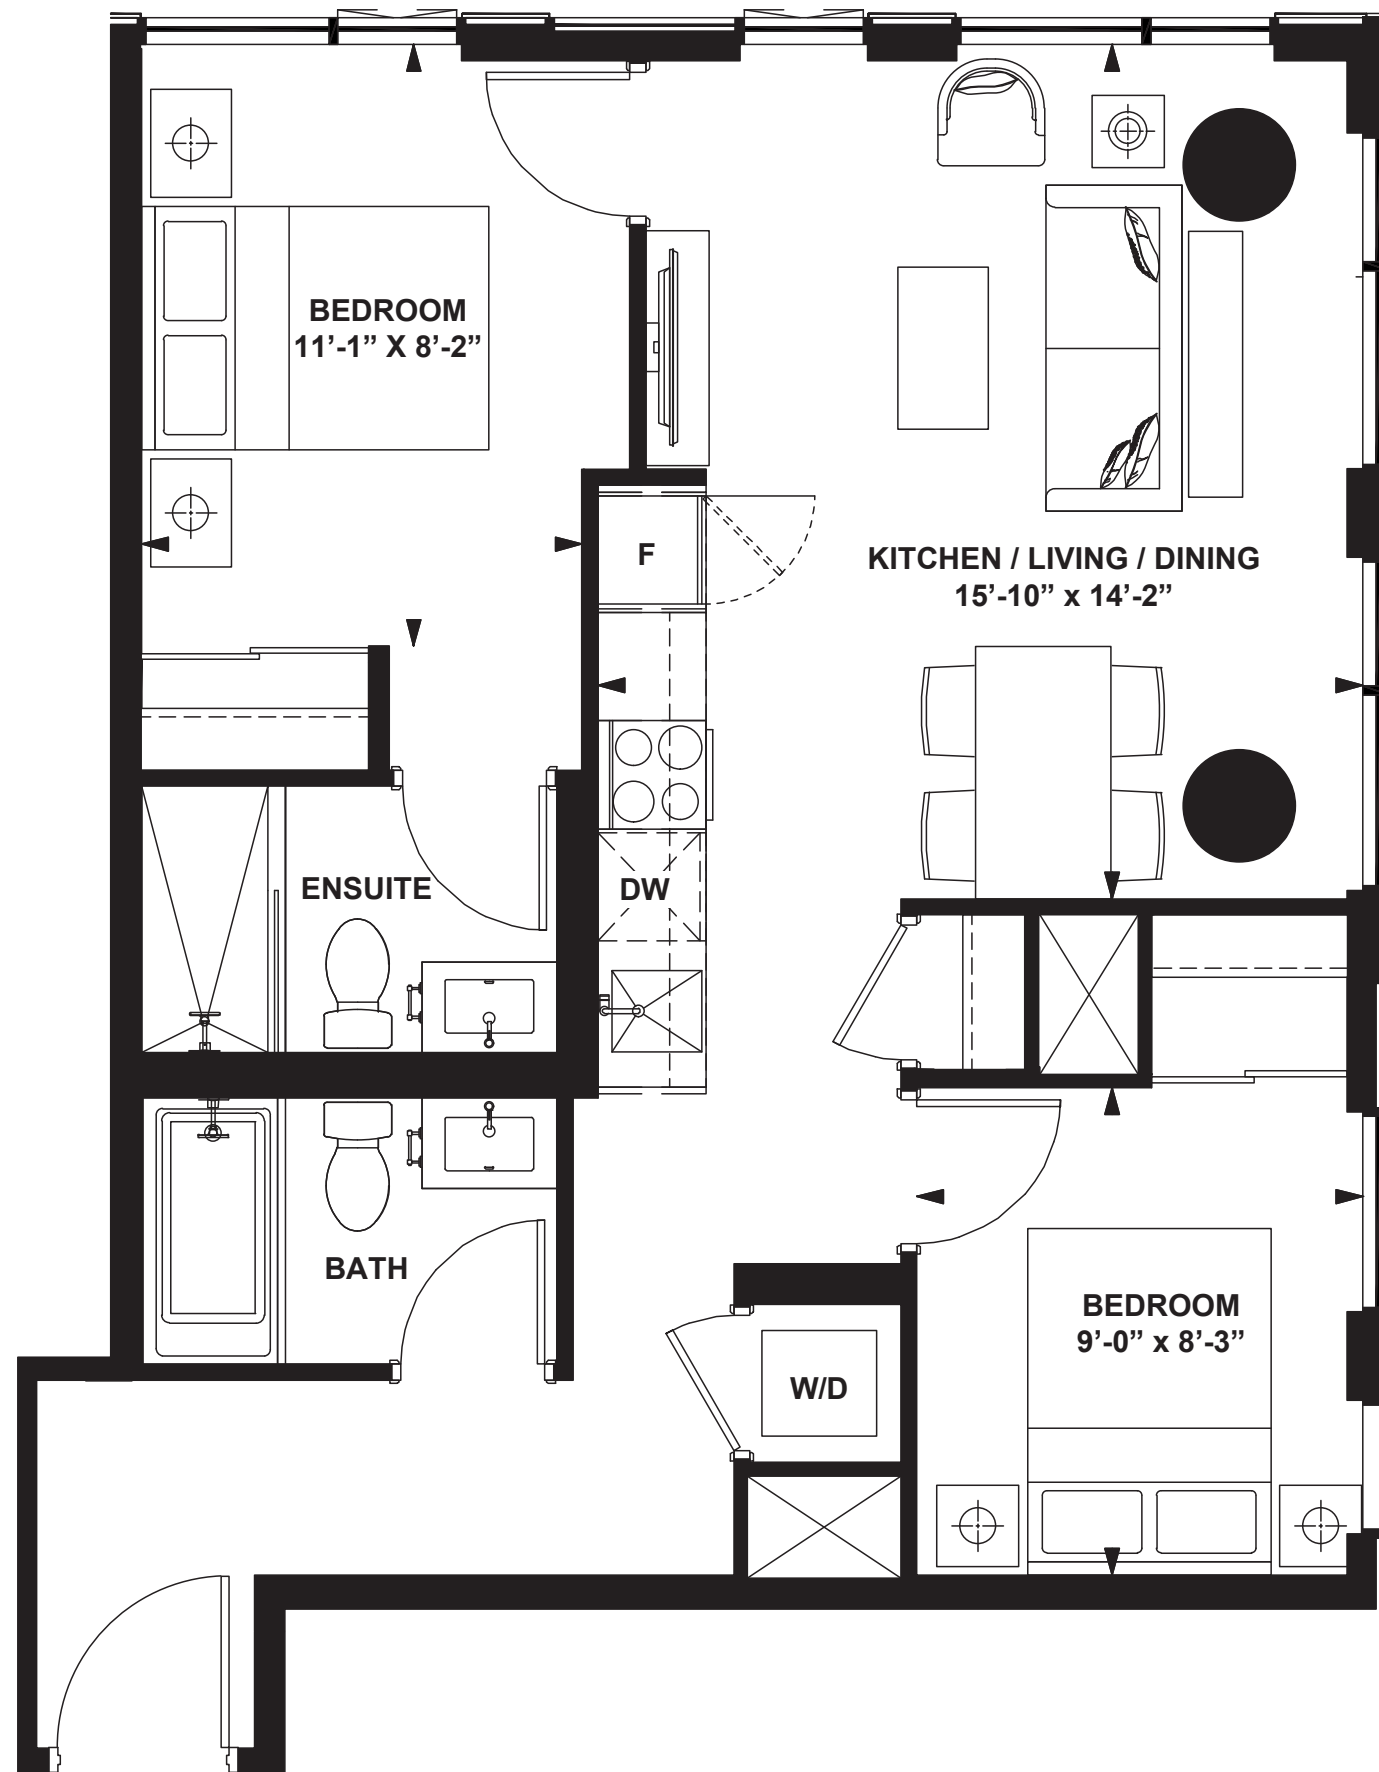 BEDROOM
11’-1” X 8’-2”
F
KITCHEN / LIVING / DINING
15’-10” x 14’-2”
ENSUITE
DW
BATH
BEDROOM
9’-0” x 8’-3”
W/D